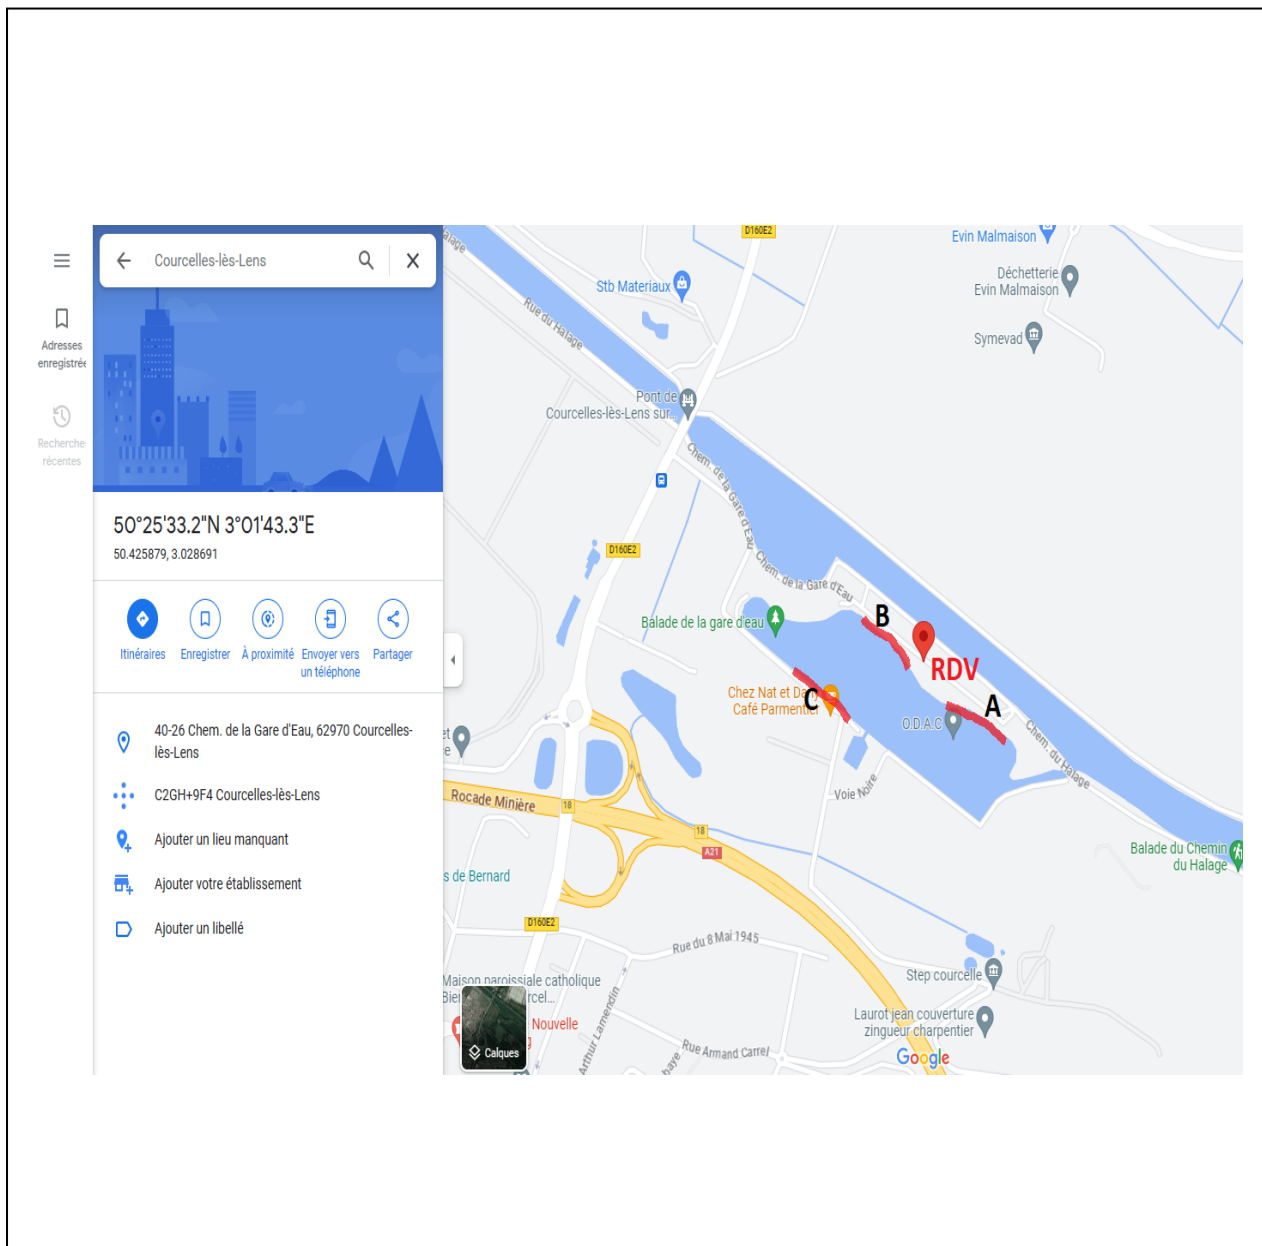 Courcelles-lès-Lens
Adresses
enregistrée
Recherche
récentes
50°25'33.2"N 3°01'43.3"E
50.425879, 3.028691
Itinéraires
Enregistrer
À proximité
Envoyer vers
un téléphone
Partager
40-26 Chem. de la Gare d'Eau, 62970 Courcelles-
lès-Lens
C2GH+9F4 Courcelles-lès-Lens
Ajouter un lieu manquant
Ajouter votre établissement
Ajouter un libellé
Halage
D160E2
Evin Malmaison
Déchetterie
Evin Malmaison
Stb Materiaux
Rue du Halage
Symevad
Pont de
Courcelles-lès-Lens sur...
Chem. de la Gare d'Eau
D160E2
Chem. de la Gare d'Eau
B
Balade de la gare d'eau
RDV
Chez Nat et Dany
Café Parmentier
C
A
O.D.A.C
Chem. du Halage
et
e
Voie Noire
Rocade Minière
18
18
A21
Balade du Chemin
du Halage
s de Bernard
D160E2
Rue du 8 Mai 1945
Maison paroissiale catholique
Step courcelle
Nouvelle
Arthur Lamendin
Laurot jean couverture
zingueur charpentier
Calques
Rue Armand Carrel
Google